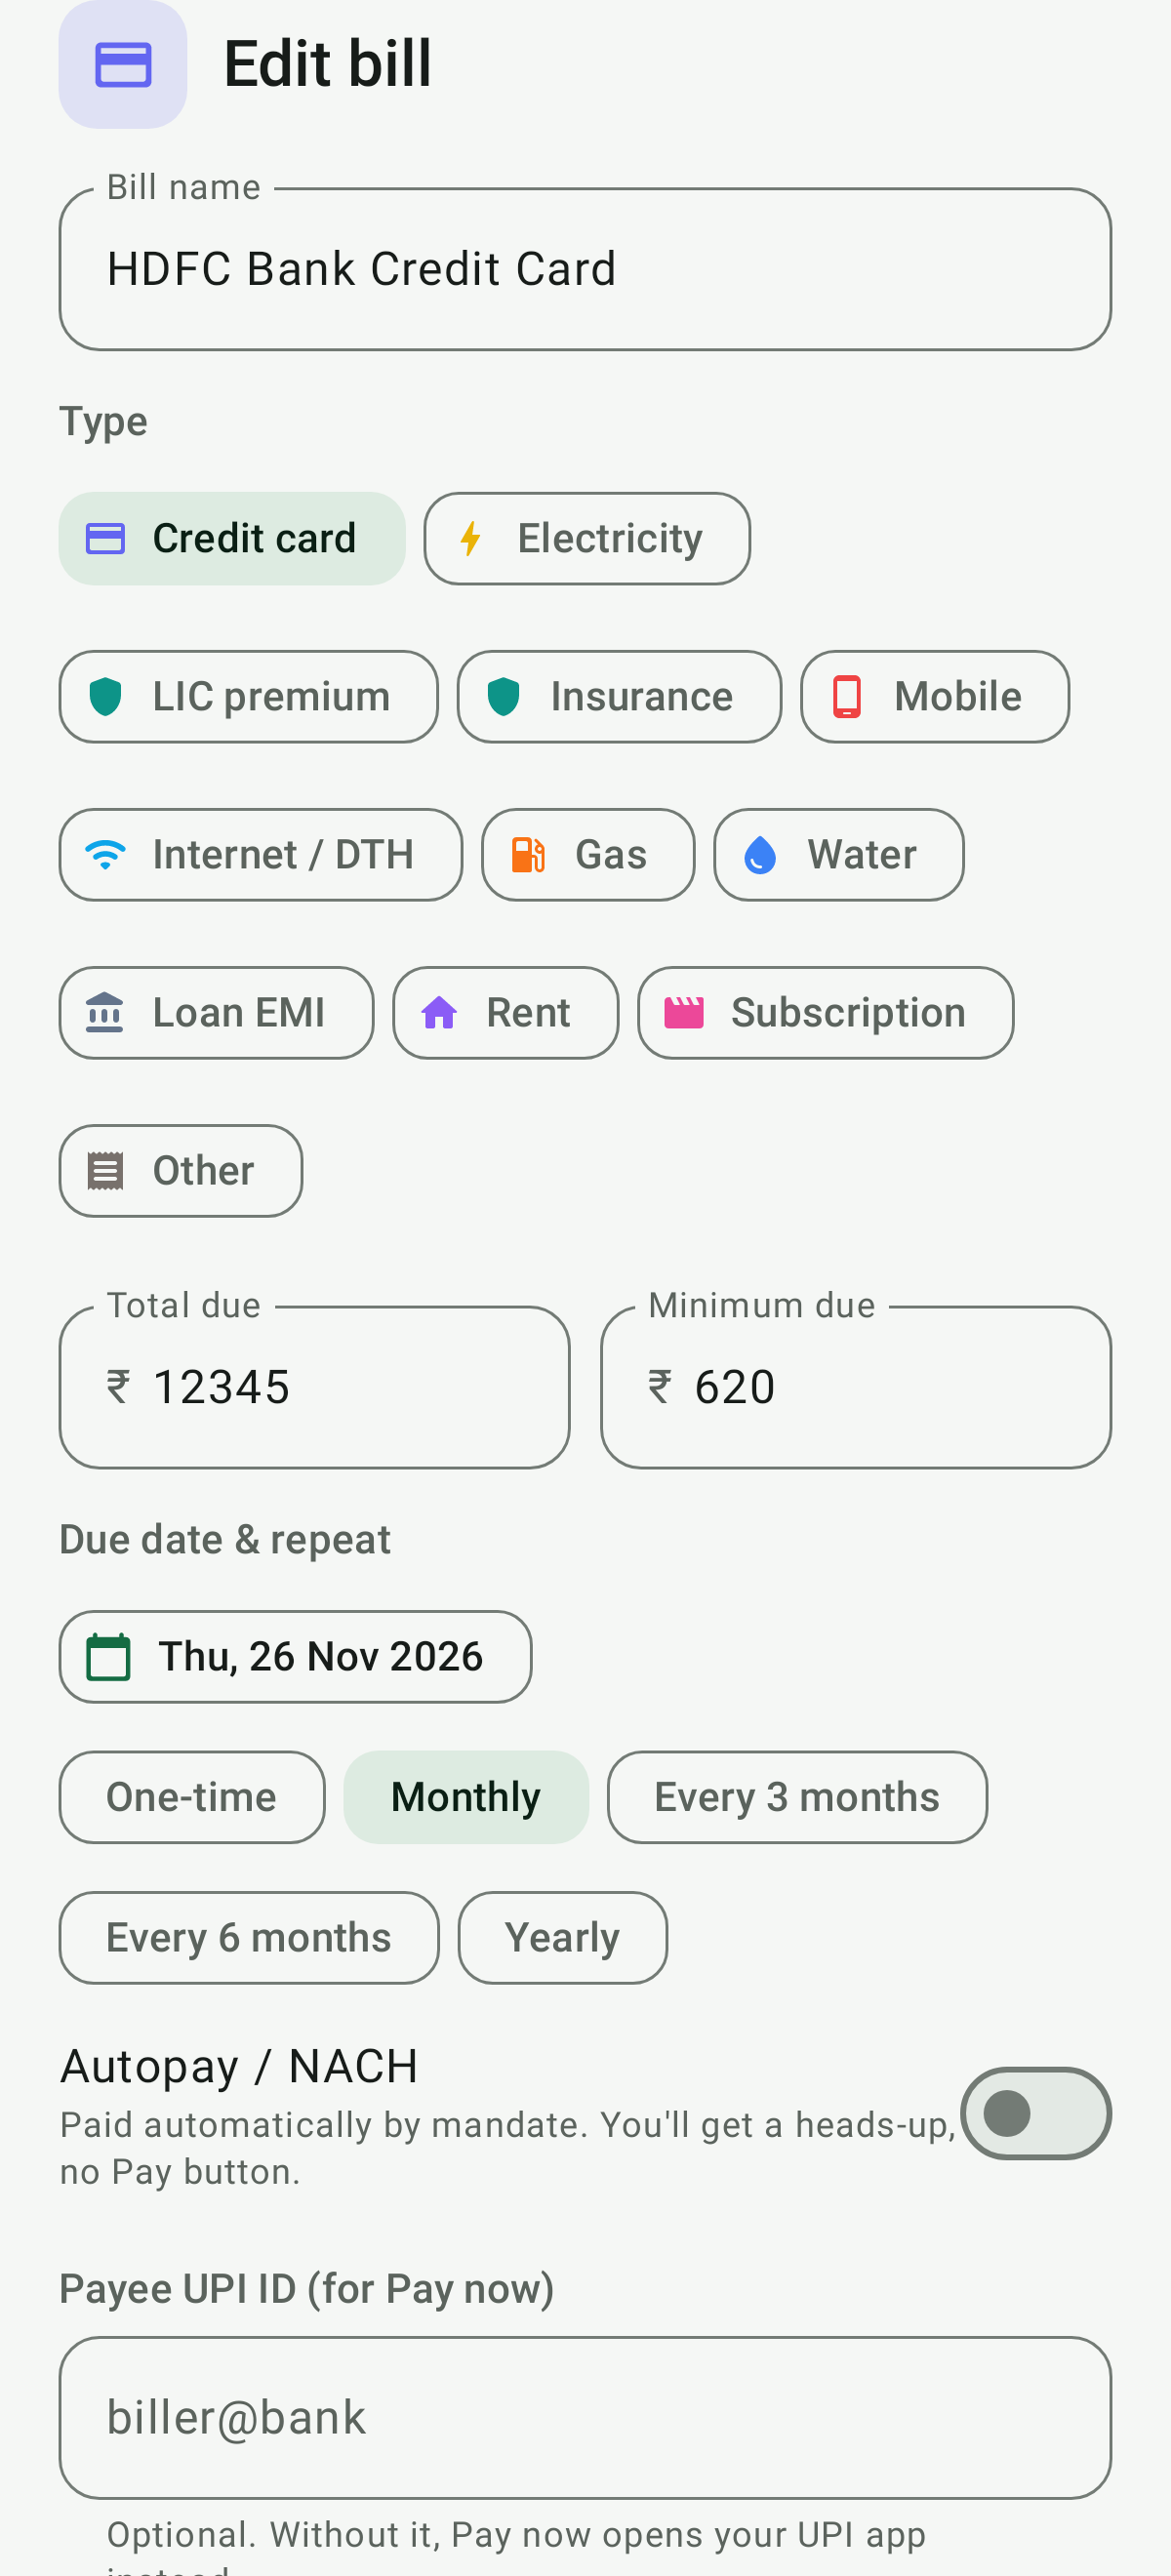 Edit bill
Bill name
HDFC Bank Credit Card
Type
Credit card
Electricity
LIC premium
Insurance
Mobile
Internet / DTH
Gas
Water
Loan EMI
Rent
Subscription
Other
Total due
Minimum due
₹ 12345
₹ 620
Due date & repeat
Thu, 26 Nov 2026
One-time
Monthly
Every 3 months
Every 6 months
Yearly
Autopay / NACH
Paid automatically by mandate. You'll get a heads-up,
no Pay button.
Payee UPI ID (for Pay now)
biller@bank
Optional. Without it, Pay now opens your UPI app